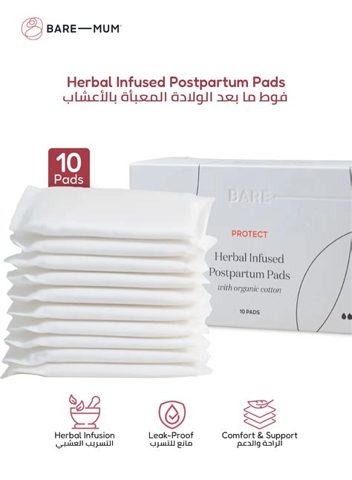 BARE—MUM
Herbal Infused Postpartum Pads
فوط ما بعد الولادة المعبأة بالأعشاب
10
Pads
BARE
PROTECT
Herbal Infused
Postpartum Pads
with organic cotton
10 PADS
Herbal Infusion
التسريب العشبي
Leak-Proof
مانع للتسرب
Comfort & Support
الراحة والدعم